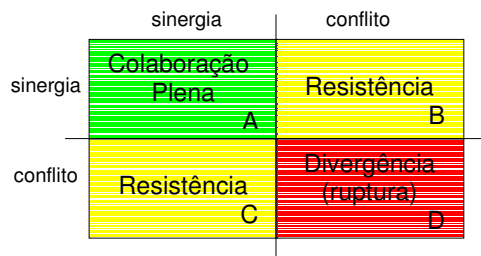 sinergia conflito
sinergia
Colaboração
Plena
A
Resistência
B
conflito
Resistência
C
Divergência
(ruptura)
D